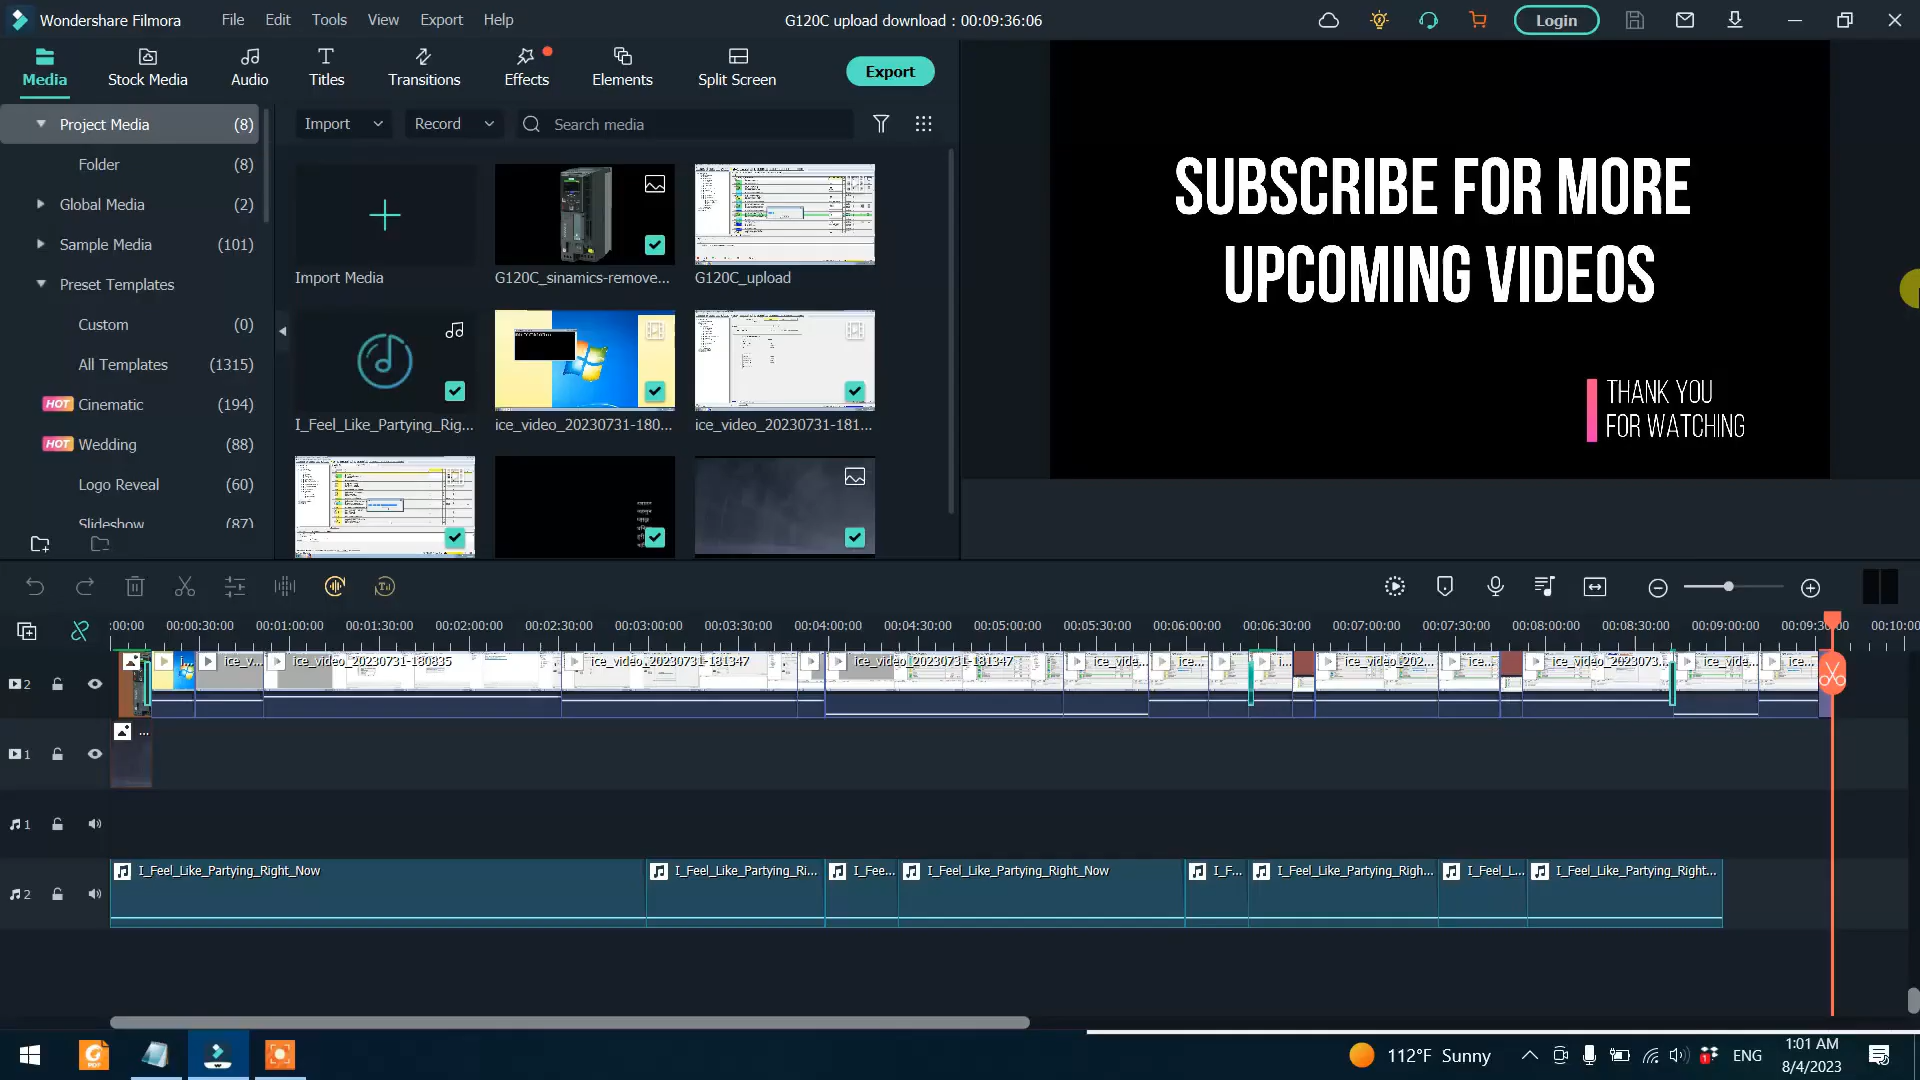 Wondershare Filmora
File Edit Tools View Export Help
G120C upload download : 00:09:36:06
Login
Media
Stock Media
Audio
Titles
Transitions
Effects
Elements
Split Screen
Export
Project Media (8)
Folder (8)
Global Media (2)
Sample Media (101)
Preset Templates
Custom (0)
All Templates (1315)
HOT Cinematic (194)
HOT Wedding (88)
Logo Reveal (60)
Slideshow (87)
Import
Record
Search media
Import Media
G120C_sinamics-remove...
G120C_upload
I_Feel_Like_Partying_Rig...
ice_video_20230731-180...
ice_video_20230731-181...
SUBSCRIBE FOR MORE
UPCOMING VIDEOS
THANK YOU
FOR WATCHING
:00:00 00:00:30:00 00:01:00:00 00:01:30:00 00:02:00:00 00:02:30:00 00:03:00:00 00:03:30:00 00:04:00:00 00:04:30:00 00:05:00:00 00:05:30:00 00:06:00:00 00:06:30:00 00:07:00:00 00:07:30:00 00:08:00:00 00:08:30:00 00:09:00:00 00:09:30:00 00:10:00
2
i... ice_v... ice_video_20230731-180835 ice_video_20230731-181347 ice_video_20230731-181347 ice_vide... ice... i... ice_video_202... ice... ice_video_2023073... ice_vide... ice...
1
...
1
2
I_Feel_Like_Partying_Right_Now I_Feel_Like_Partying_Ri... I_Fee... I_Feel_Like_Partying_Right_Now I_F... I_Feel_Like_Partying_Righ... I_Feel_L... I_Feel_Like_Partying_Right...
112°F Sunny
ENG
1:01 AM
8/4/2023